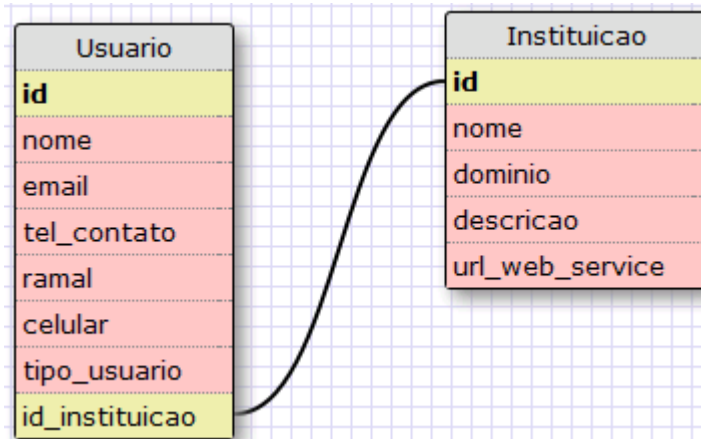 Usuario
id
nome
email
tel_contato
ramal
celular
tipo_usuario
id_instituicao
Instituicao
id
nome
dominio
descricao
url_web_service